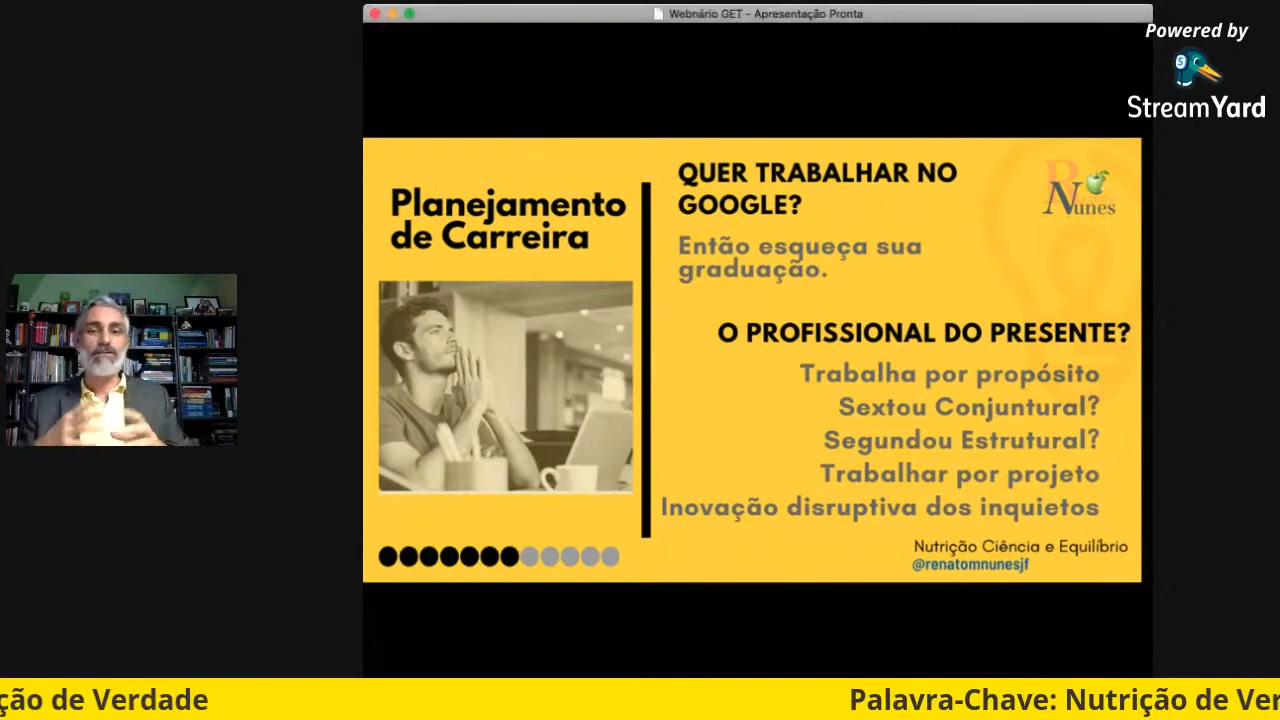 Webnário GET - Apresentação Pronta
Powered by
StreamYard
Planejamento
de Carreira
QUER TRABALHAR NO
GOOGLE?
Então esqueça sua
graduação.
R
Nunes
O PROFISSIONAL DO PRESENTE?
Trabalha por propósito
Sextou Conjuntural?
Segundou Estrutural?
Trabalhar por projeto
Inovação disruptiva dos inquietos
Nutrição Ciência e Equilíbrio
@renatomnunesjf
ção de Verdade
Palavra-Chave: Nutrição de Ver